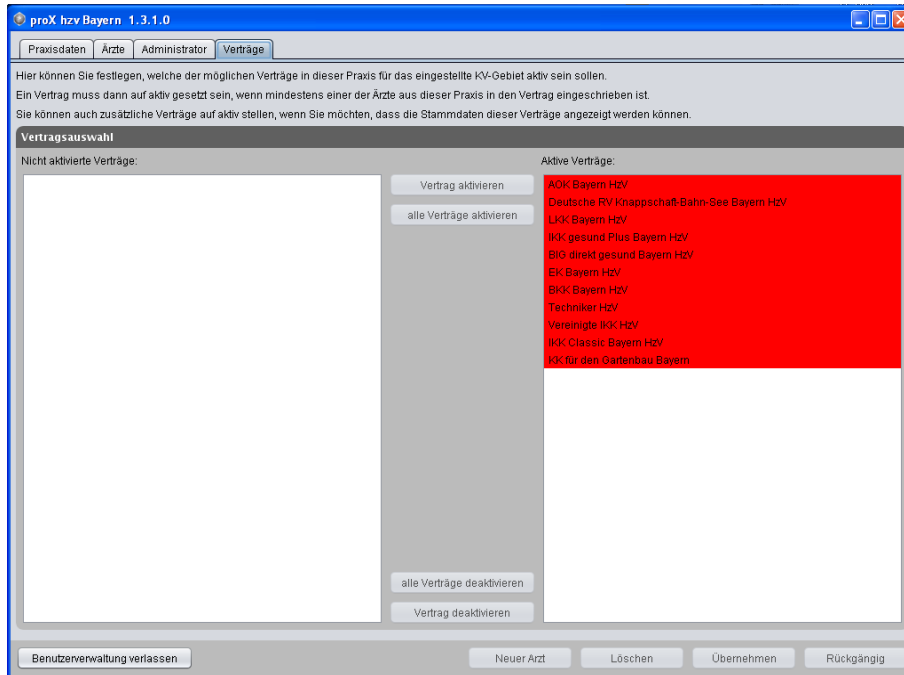 proX hzv Bayern 1.3.1.0
Praxisdaten Ärzte Administrator Verträge
Hier können Sie festlegen, welche der möglichen Verträge in dieser Praxis für das eingestellte KV-Gebiet aktiv sein sollen.
Ein Vertrag muss dann auf aktiv gesetzt sein, wenn mindestens einer der Ärzte aus dieser Praxis in den Vertrag eingeschrieben ist.
Sie können auch zusätzliche Verträge auf aktiv stellen, wenn Sie möchten, dass die Stammdaten dieser Verträge angezeigt werden können.
Vertragsauswahl
Nicht aktivierte Verträge:
Vertrag aktivieren
alle Verträge aktivieren
alle Verträge deaktivieren
Vertrag deaktivieren
Aktive Verträge:
AOK Bayern HzV
Deutsche RV Knappschaft-Bahn-See Bayern HzV
LKK Bayern HzV
IKK gesund Plus Bayern HzV
BIG direkt gesund Bayern HzV
EK Bayern HzV
BKK Bayern HzV
Techniker HzV
Vereinigte IKK HzV
IKK Classic Bayern HzV
KK für den Gartenbau Bayern
Benutzerverwaltung verlassen Neuer Arzt Löschen Übernehmen Rückgängig